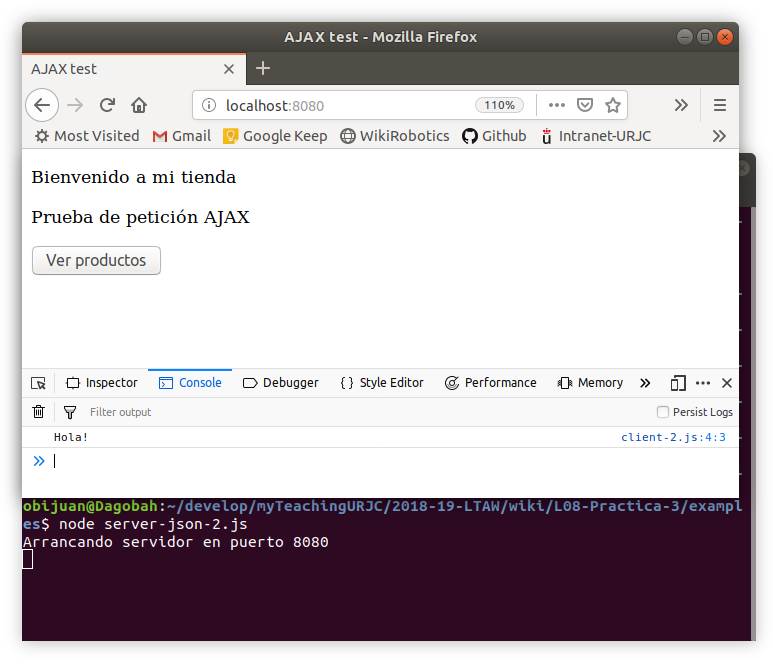 AJAX test - Mozilla Firefox
AJAX test
localhost:8080 110%
Most Visited Gmail Google Keep WikiRobotics Github Intranet-URJC
Bienvenido a mi tienda
Prueba de petición AJAX
Ver productos
Inspector Console Debugger { } Style Editor Performance Memory
Filter output Persist Logs
Hola! client-2.js:4:3
obijuan@Dagobah:~/develop/myTeachingURJC/2018-19-LTAW/wiki/L08-Practica-3/exampl
es$ node server-json-2.js
Arrancando servidor en puerto 8080